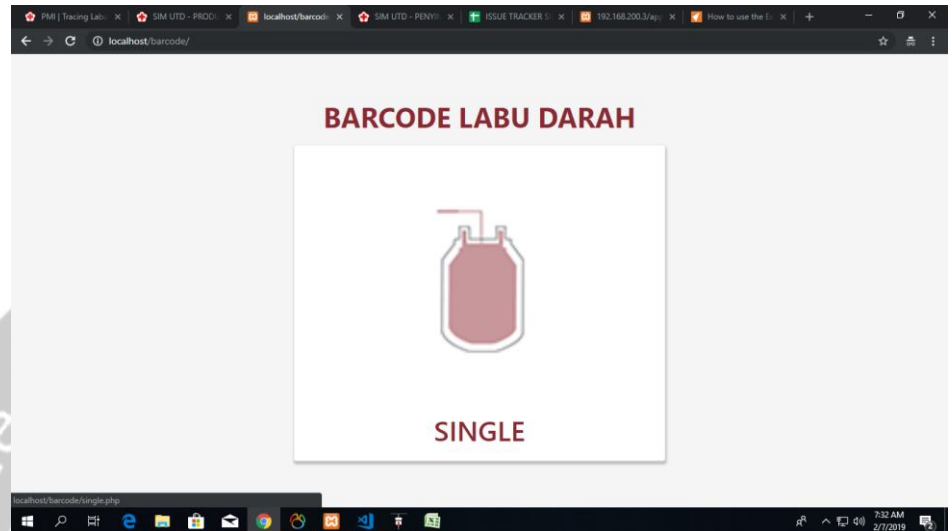 PMI | Tracing Lab
SIM UTD - PROD
localhost/barcode
SIM UTD - PENYI
ISSUE TRACKER S
192.168.200.3/ap
How to use the E
localhost/barcode/
BARCODE LABU DARAH
SINGLE
localhost/barcode/single.php
7:32 AM
2/7/2019